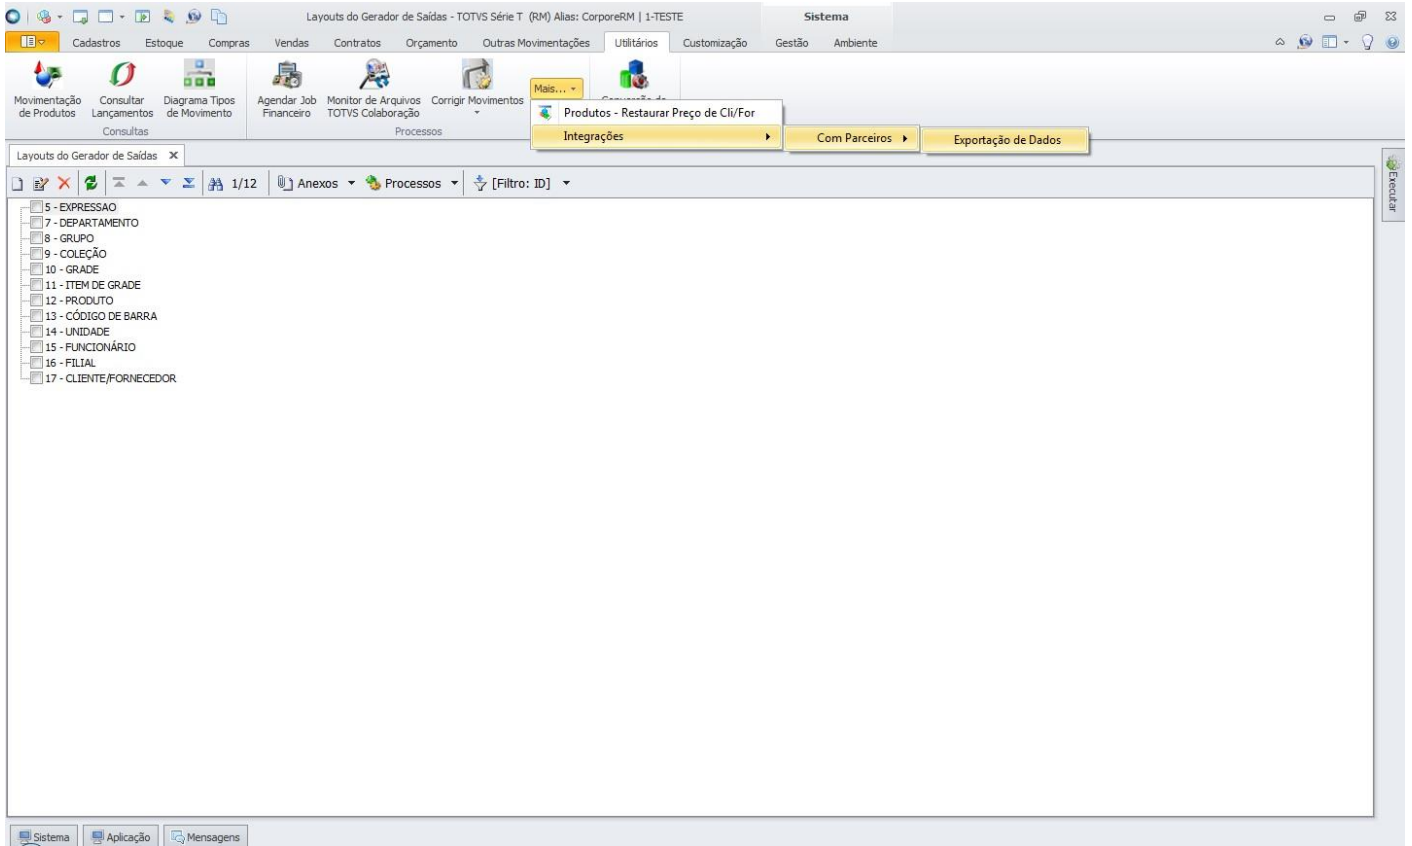 Layouts do Gerador de Saídas - TOTVS Série T (RM) Alias: CorporeRM | 1-TESTE
Sistema
Cadastros Estoque Compras Vendas Contratos Orçamento Outras Movimentações Utilitários Customização Gestão Ambiente
Movimentação de Produtos
Consultar Lançamentos
Diagrama Tipos de Movimento
Agendar Job Financeiro
Monitor de Arquivos TOTVS Colaboração
Corrigir Movimentos
Mais...
Consultas
Processos
Produtos - Restaurar Preço de Cli/For
Integrações
Com Parceiros
Exportação de Dados
Layouts do Gerador de Saídas
Executar
1/12 Anexos Processos [Filtro: ID]
5 - EXPRESSAO
7 - DEPARTAMENTO
8 - GRUPO
9 - COLEÇÃO
10 - GRADE
11 - ITEM DE GRADE
12 - PRODUTO
13 - CÓDIGO DE BARRA
14 - UNIDADE
15 - FUNCIONÁRIO
16 - FILIAL
17 - CLIENTE/FORNECEDOR
Sistema Aplicação Mensagens